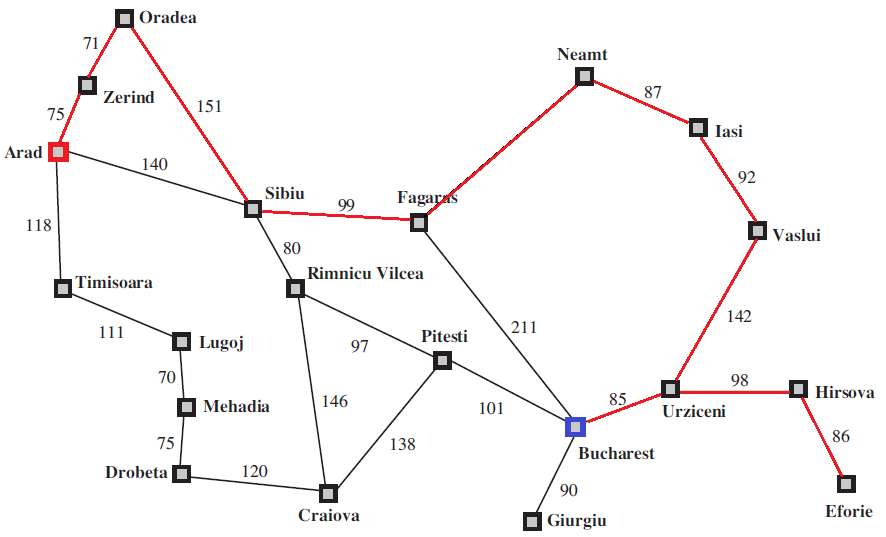 Oradea
71
Neamt
Zerind
87
75
151
Iasi
Arad
140
92
Sibiu
99
Fagaras
118
Vaslui
80
Rimnicu Vilcea
Timisoara
142
211
111
Lugoj
97
Pitesti
70
98
Hirsova
85
Urziceni
146
101
Mehadia
75
138
86
Bucharest
Drobeta
120
90
Eforie
Craiova
Giurgiu